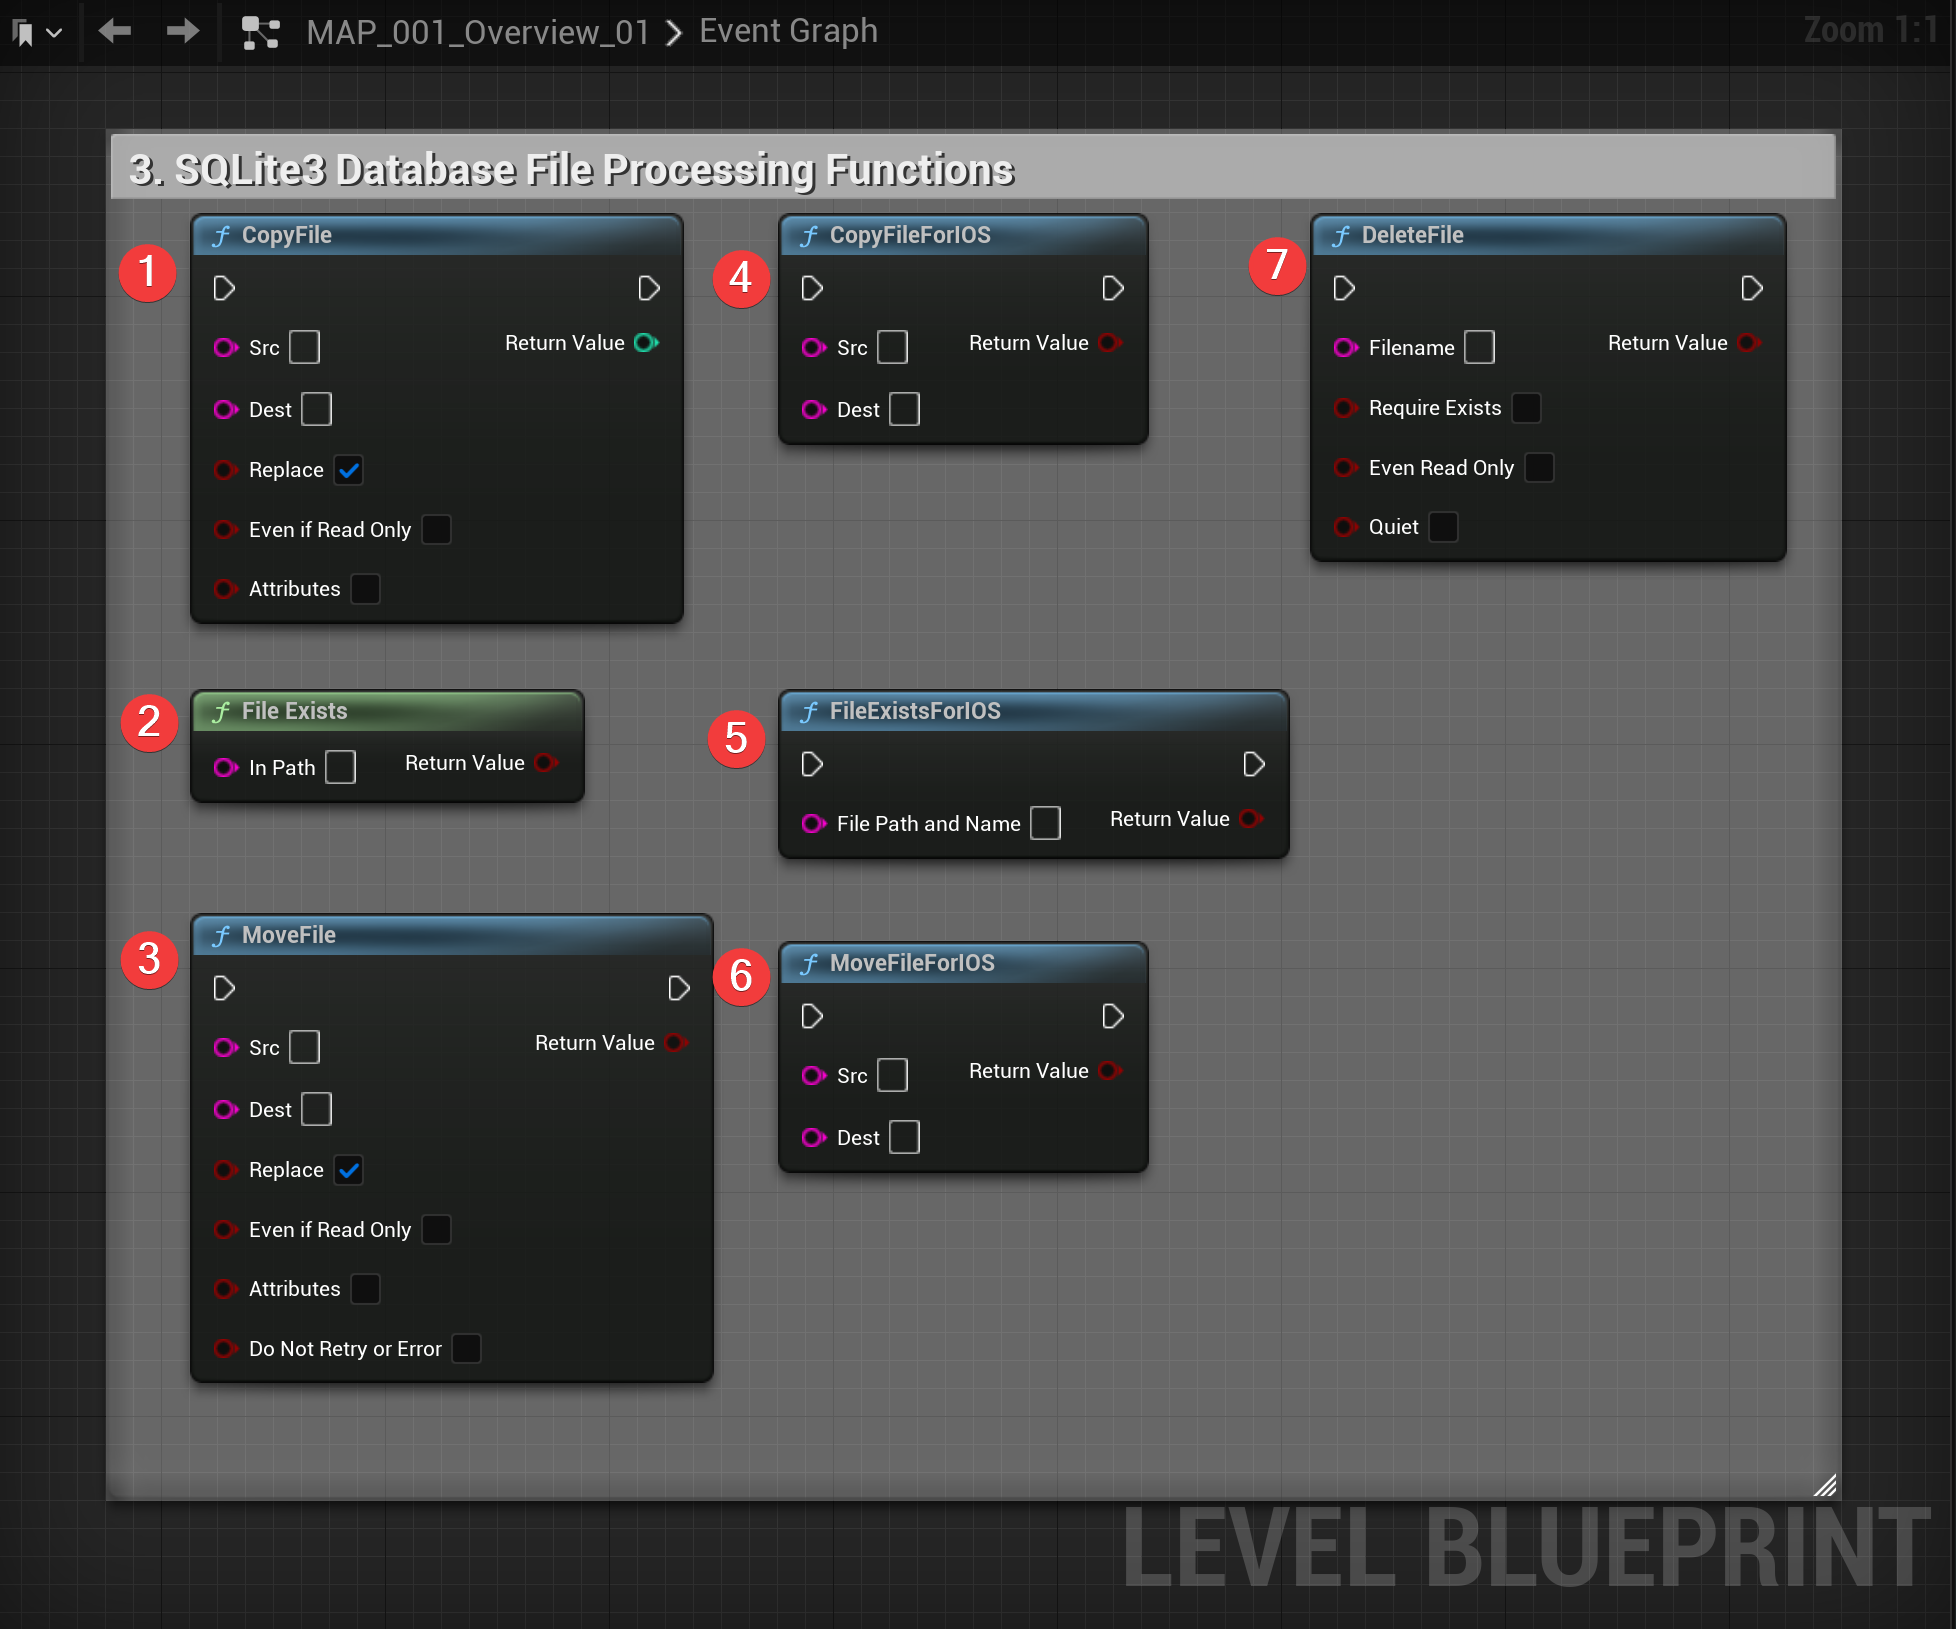 MAP_001_Overview_01 > Event Graph
Zoom 1:1
3. SQLite3 Database File Processing Functions
1
f CopyFile
Src
Return Value
Dest
Replace
Even if Read Only
Attributes
4
f CopyFileForIOS
Src
Return Value
Dest
7
f DeleteFile
Filename
Return Value
Require Exists
Even Read Only
Quiet
2
f File Exists
In Path
Return Value
5
f FileExistsForIOS
File Path and Name
Return Value
3
f MoveFile
Src
Return Value
Dest
Replace
Even if Read Only
Attributes
Do Not Retry or Error
6
f MoveFileForIOS
Src
Return Value
Dest
LEVEL BLUEPRINT